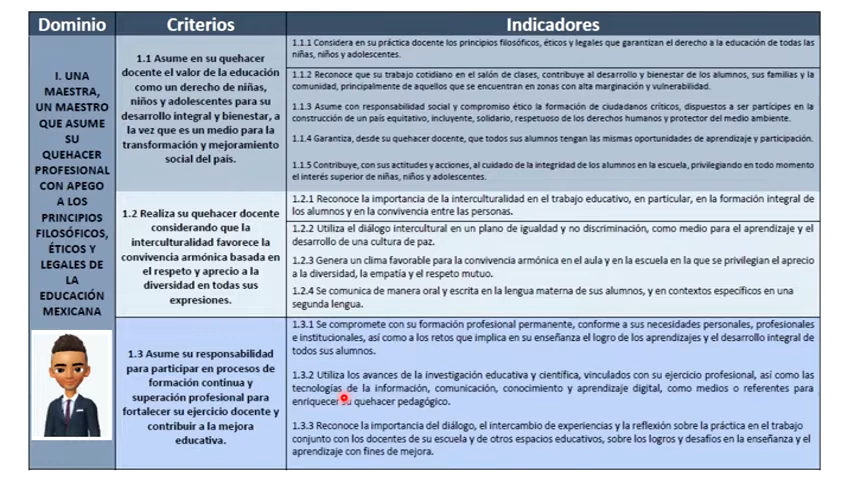 Dominio
Criterios
Indicadores
I. UNA
MAESTRA,
UN MAESTRO
QUE ASUME
SU
QUEHACER
PROFESIONAL
CON APEGO
A LOS
PRINCIPIOS
FILOSÓFICOS,
ÉTICOS Y
LEGALES DE
LA
EDUCACIÓN
MEXICANA
1.1 Asume en su quehacer
docente el valor de la educación
como un derecho de niñas,
niños y adolescentes para su
desarrollo integral y bienestar, a
la vez que es un medio para la
transformación y mejoramiento
social del país.
1.1.1 Considera en su práctica docente los principios filosóficos, éticos y legales que garantizan el derecho a la educación de todas las
niñas, niños y adolescentes.
1.1.2 Reconoce que su trabajo cotidiano en el salón de clases, contribuye al desarrollo y bienestar de los alumnos, sus familias y la
comunidad, principalmente de aquellos que se encuentran en zonas con alta marginación y vulnerabilidad.
1.1.3 Asume con responsabilidad social y compromiso ético la formación de ciudadanos críticos, dispuestos a ser partícipes en la
construcción de un país equitativo, incluyente, solidario, respetuoso de los derechos humanos y protector del medio ambiente.
1.1.4 Garantiza, desde su quehacer docente, que todos sus alumnos tengan las mismas oportunidades de aprendizaje y participación.
1.1.5 Contribuye, con sus actitudes y acciones, al cuidado de la integridad de los alumnos en la escuela, privilegiando en todo momento
el interés superior de niñas, niños y adolescentes.
1.2 Realiza su quehacer docente
considerando que la
interculturalidad favorece la
convivencia armónica basada en
el respeto y aprecio a la
diversidad en todas sus
expresiones.
1.2.1 Reconoce la importancia de la interculturalidad en el trabajo educativo, en particular, en la formación integral de
los alumnos y en la convivencia entre las personas.
1.2.2 Utiliza el diálogo intercultural en un plano de igualdad y no discriminación, como medio para el aprendizaje y el
desarrollo de una cultura de paz.
1.2.3 Genera un clima favorable para la convivencia armónica en el aula y en la escuela en la que se privilegian el aprecio
a la diversidad, la empatía y el respeto mutuo.
1.2.4 Se comunica de manera oral y escrita en la lengua materna de sus alumnos, y en contextos específicos en una
segunda lengua.
1.3 Asume su responsabilidad
para participar en procesos de
formación continua y
superación profesional para
fortalecer su ejercicio docente y
contribuir a la mejora
educativa.
1.3.1 Se compromete con su formación profesional permanente, conforme a sus necesidades personales, profesionales
e institucionales, así como a los retos que implica en su enseñanza el logro de los aprendizajes y el desarrollo integral de
todos sus alumnos.
1.3.2 Utiliza los avances de la investigación educativa y científica, vinculados con su ejercicio profesional, así como las
tecnologías de la información, comunicación, conocimiento y aprendizaje digital, como medios o referentes para
enriquecer su quehacer pedagógico.
1.3.3 Reconoce la importancia del diálogo, el intercambio de experiencias y la reflexión sobre la práctica en el trabajo
conjunto con los docentes de su escuela y de otros espacios educativos, sobre los logros y desafíos en la enseñanza y el
aprendizaje con fines de mejora.